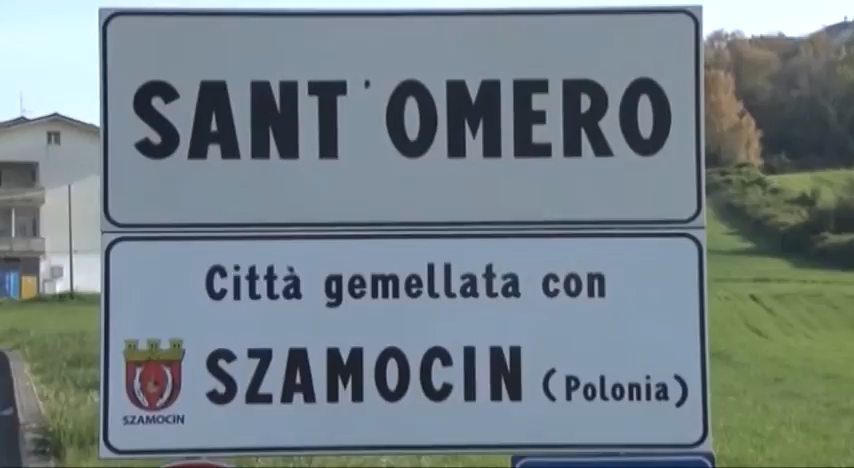 SANT'OMERO
Città gemellata con
SZAMOCIN (Polonia)
SZAMOCIN